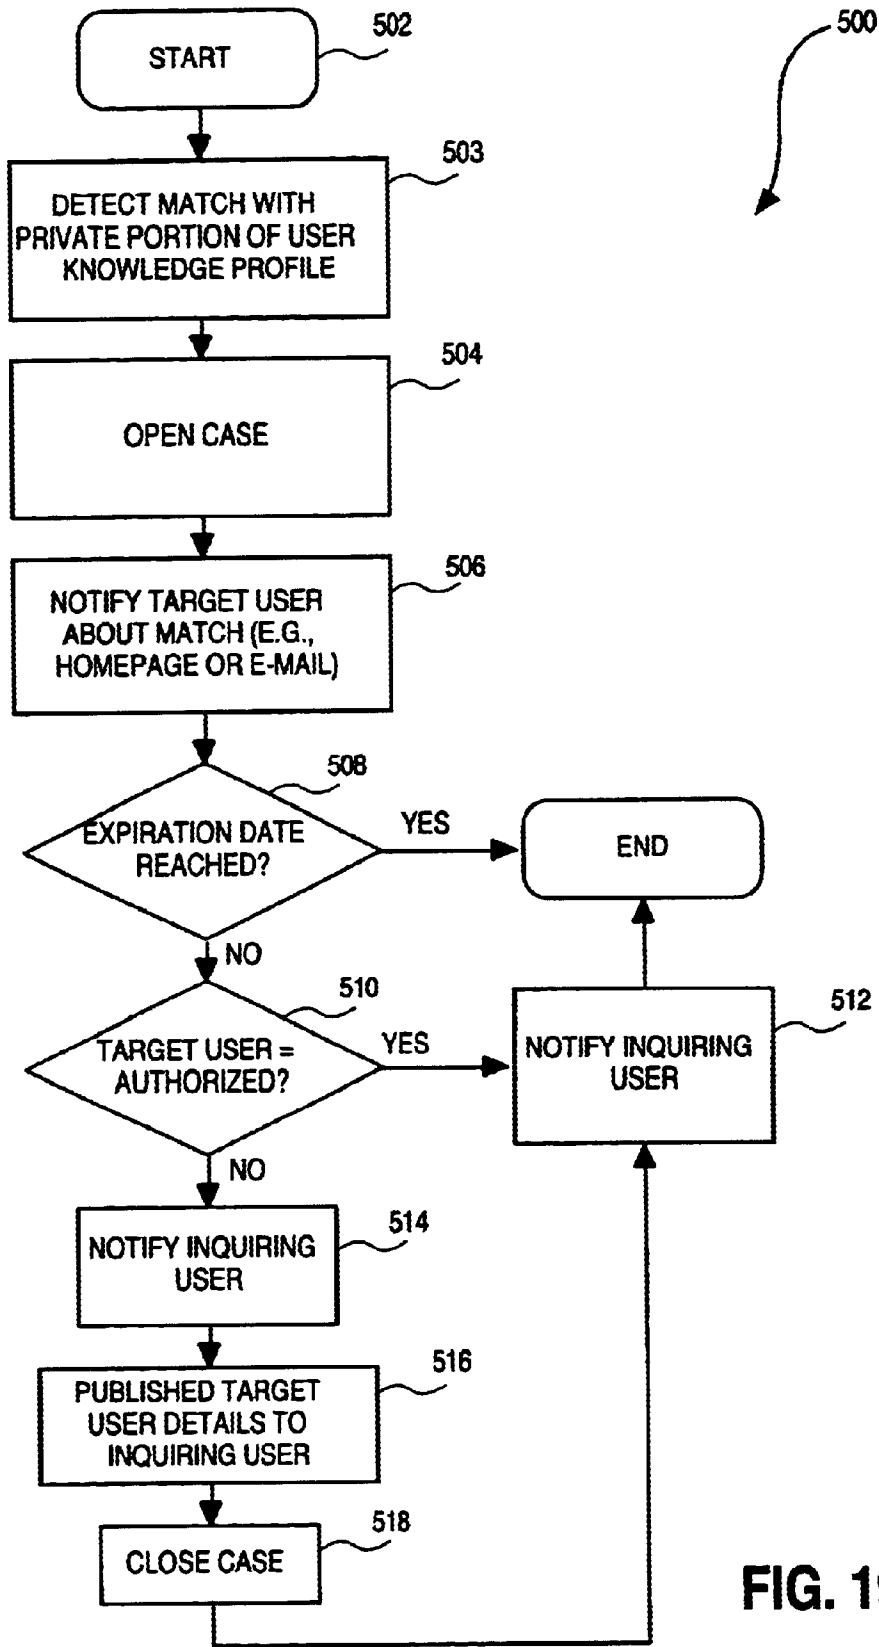 500
START
502
503
DETECT MATCH WITH
PRIVATE PORTION OF USER
KNOWLEDGE PROFILE
504
OPEN CASE
506
NOTIFY TARGET USER
ABOUT MATCH (E.G.,
HOMEPAGE OR E-MAIL)
508
EXPIRATION DATE
REACHED?
YES
END
NO
510
TARGET USER =
AUTHORIZED?
YES
512
NOTIFY INQUIRING
USER
NO
514
NOTIFY INQUIRING
USER
516
PUBLISHED TARGET
USER DETAILS TO
INQUIRING USER
518
CLOSE CASE
FIG.